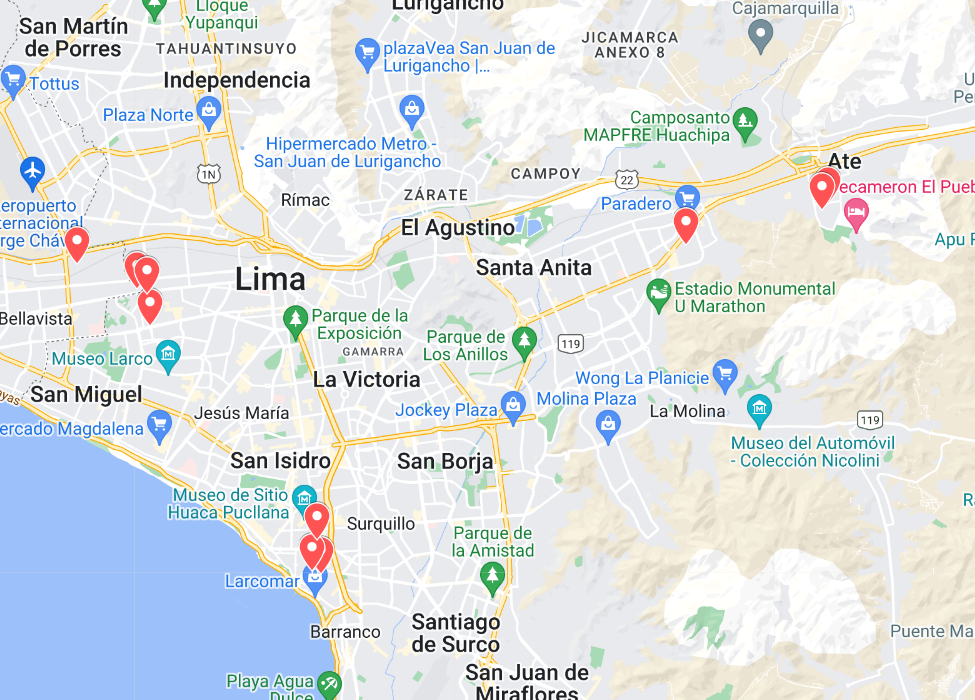 Lloque
Yupanqui
Lurigancho
Cajamarquilla
San Martín
de Porres
TAHUANTINSUYO
plazaVea San Juan de
Lurigancho |...
JICAMARCA
ANEXO 8
Independencia
Tottus
Plaza Norte
Camposanto
MAPFRE Huachipa
Hipermercado Metro -
San Juan de Lurigancho
Ate
1N
CAMPOY
22
ZÁRATE
Rímac
Paradero
ecameron El Pueb
eropuerto
ternacional
rge Cháv
El Agustino
Apu
Lima
Santa Anita
Estadio Monumental
U Marathon
Bellavista
Parque de la
Exposición
GAMARRA
Parque de
Los Anillos
119
Museo Larco
La Victoria
Wong La Planicie
San Miguel
Jesús María
Jockey Plaza
Molina Plaza
La Molina
119
ercado Magdalena
Museo del Automóvil
- Colección Nicolini
San Isidro
San Borja
Museo de Sitio
Huaca Pucllana
Surquillo
Parque de
la Amistad
Larcomar
Barranco
Santiago
de Surco
Puente Ma
San Juan de
Miraflores
Playa Agua
Dulce